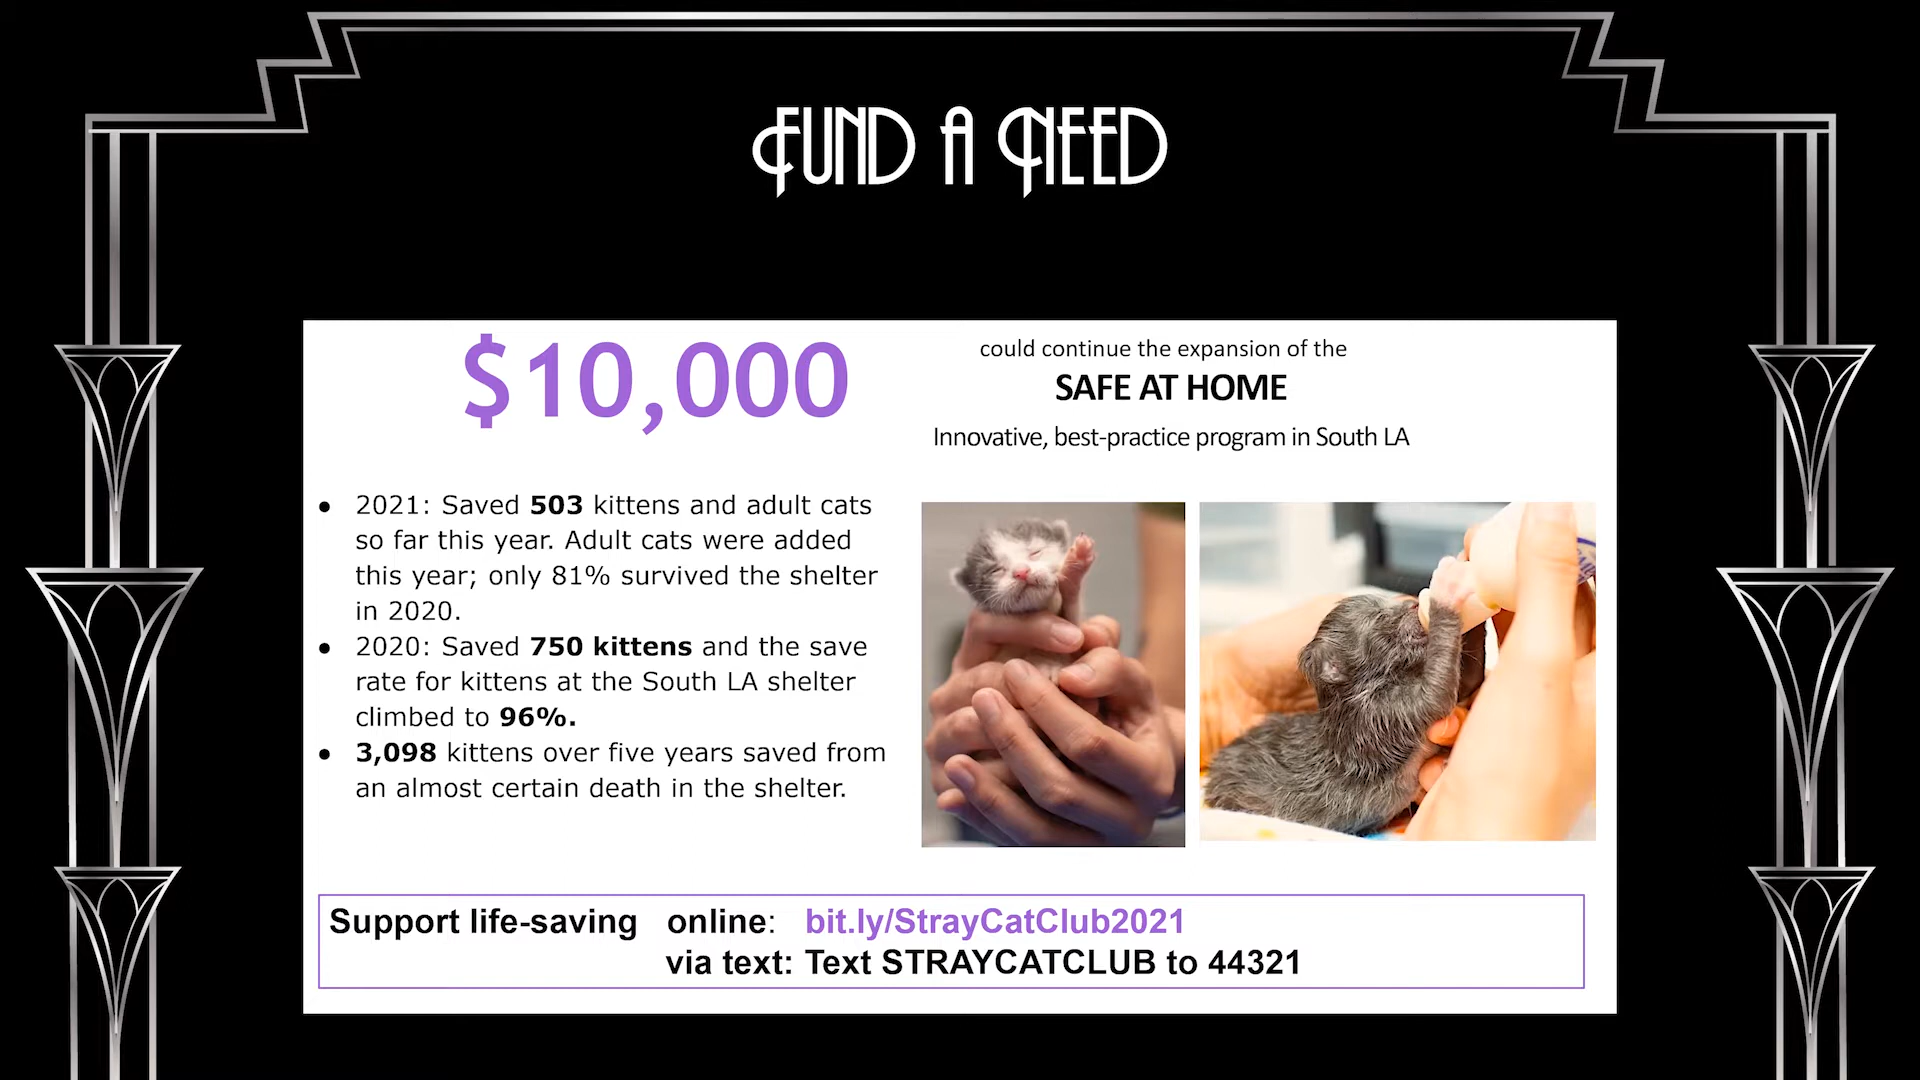 FUND A NEED
$10,000
could continue the expansion of the
SAFE AT HOME
Innovative, best-practice program in South LA
• 2021: Saved 503 kittens and adult cats
so far this year. Adult cats were added
this year; only 81% survived the shelter
in 2020.
• 2020: Saved 750 kittens and the save
rate for kittens at the South LA shelter
climbed to 96%.
• 3,098 kittens over five years saved from
an almost certain death in the shelter.
Support life-saving online: bit.ly/StrayCatClub2021
via text: Text STRAYCATCLUB to 44321